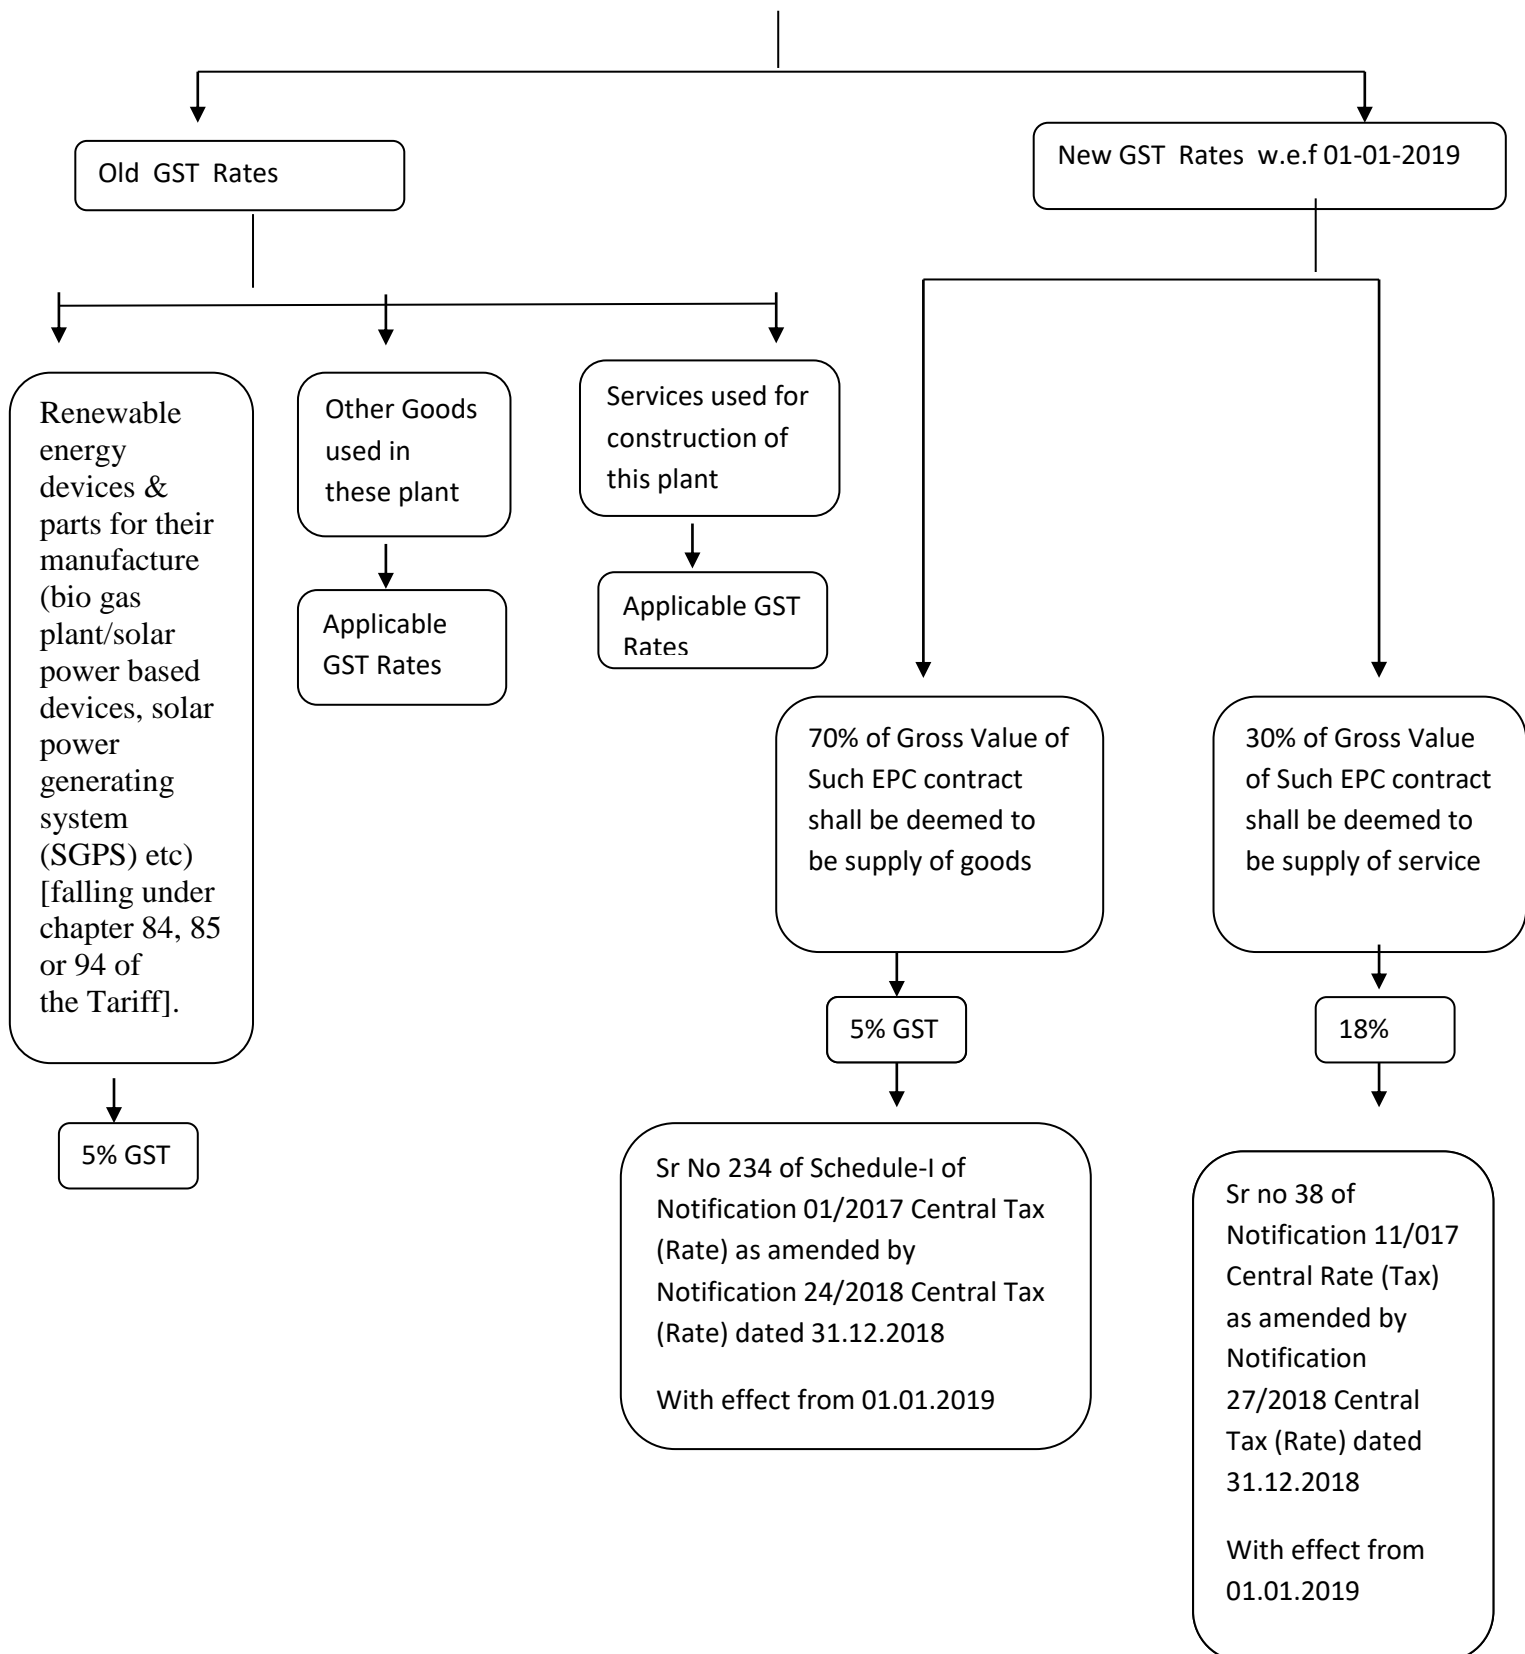 Old GST Rates
New GST Rates w.e.f 01-01-2019
Renewable
energy
devices &
parts for their
manufacture
(bio gas
plant/solar
power based
devices, solar
power
generating
system
(SGPS) etc)
[falling under
chapter 84, 85
or 94 of
the Tariff].
5% GST
Other Goods
used in
these plant
Applicable
GST Rates
Services used for
construction of
this plant
Applicable GST
Rates
70% of Gross Value of
Such EPC contract
shall be deemed to
be supply of goods
5% GST
Sr No 234 of Schedule-I of
Notification 01/2017 Central Tax
(Rate) as amended by
Notification 24/2018 Central Tax
(Rate) dated 31.12.2018
With effect from 01.01.2019
30% of Gross Value
of Such EPC contract
shall be deemed to
be supply of service
18%
Sr no 38 of
Notification 11/017
Central Rate (Tax)
as amended by
Notification
27/2018 Central
Tax (Rate) dated
31.12.2018
With effect from
01.01.2019